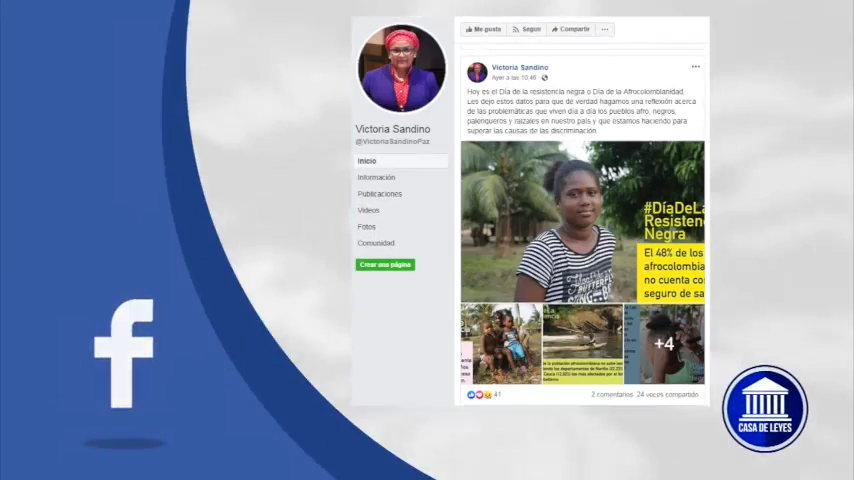 Me gusta Seguir Compartir ...
Victoria Sandino
@VictoriaSandinoPaz
Inicio
Información
Publicaciones
Videos
Fotos
Comunidad
Crear una página
Victoria Sandino
Ayer a las 10:46
Hoy es el Día de la resistencia negra o Día de la Afrocolombianidad.
Les dejo estos datos para que de verdad hagamos una reflexión acerca
de las problemáticas que viven día a día los pueblos afro, negros,
palenqueros y raizales en nuestro país y que estamos haciendo para
superar las causas de las discriminación.
#DíaDeLa
Resisten
Negra
El 48% de los
afrocolombia
no cuenta co
seguro de sa
+4
41
2 comentarios 24 veces compartido
CASA DE LEYES